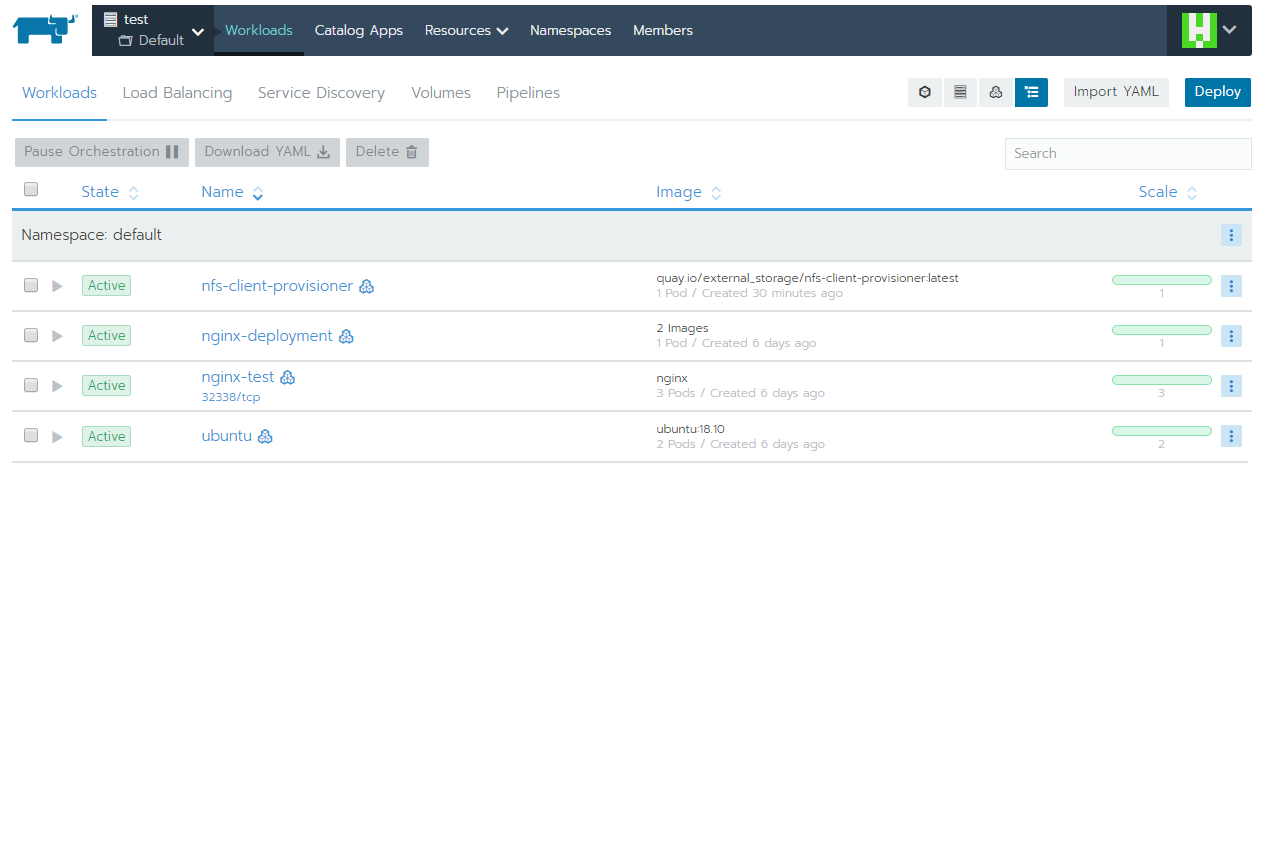 test
Default
Workloads Catalog Apps Resources Namespaces Members
Workloads Load Balancing Service Discovery Volumes Pipelines Import YAML Deploy
Pause Orchestration Download YAML Delete Search
State Name Image Scale
Namespace: default
Active nfs-client-provisioner quay.io/external_storage/nfs-client-provisioner:latest
1 Pod / Created 30 minutes ago 1
Active nginx-deployment 2 Images
1 Pod / Created 6 days ago 1
Active nginx-test nginx
32338/tcp 3 Pods / Created 6 days ago 3
Active ubuntu ubuntu:18.10
2 Pods / Created 6 days ago 2